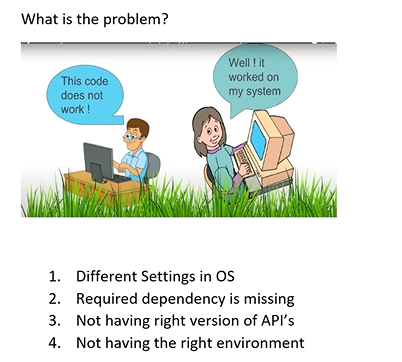 What is the problem?
This code
does not
work !
Well ! it
worked on
my system
1. Different Settings in OS
2. Required dependency is missing
3. Not having right version of API's
4. Not having the right environment